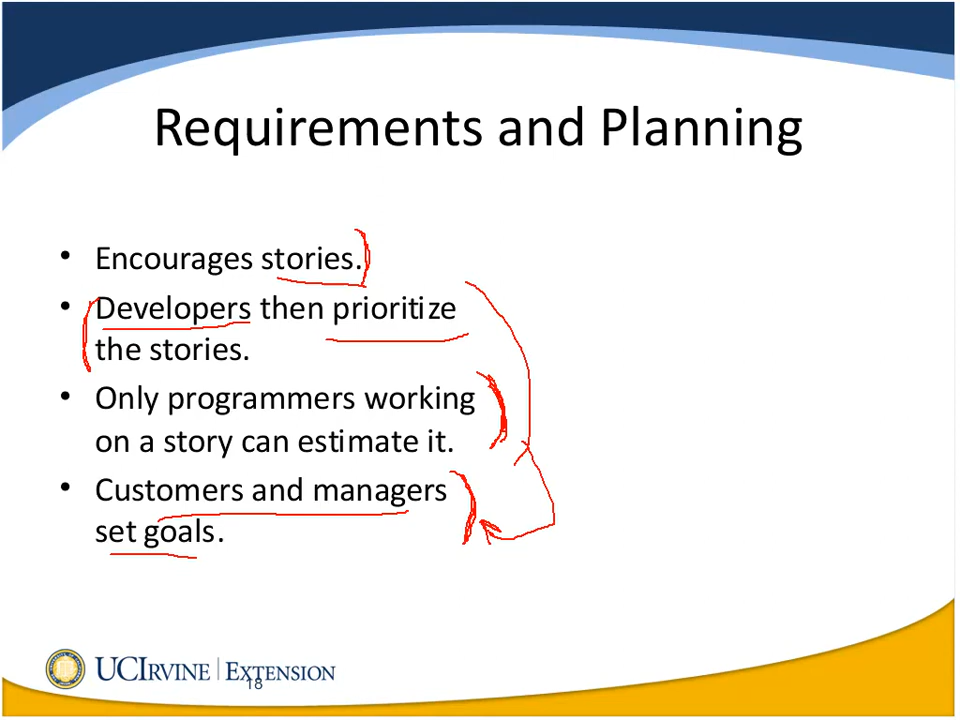 Requirements and Planning
• Encourages stories.
• Developers then prioritize
the stories.
• Only programmers working
on a story can estimate it.
• Customers and managers
set goals.
UCIRVINE | EXTENSION
18